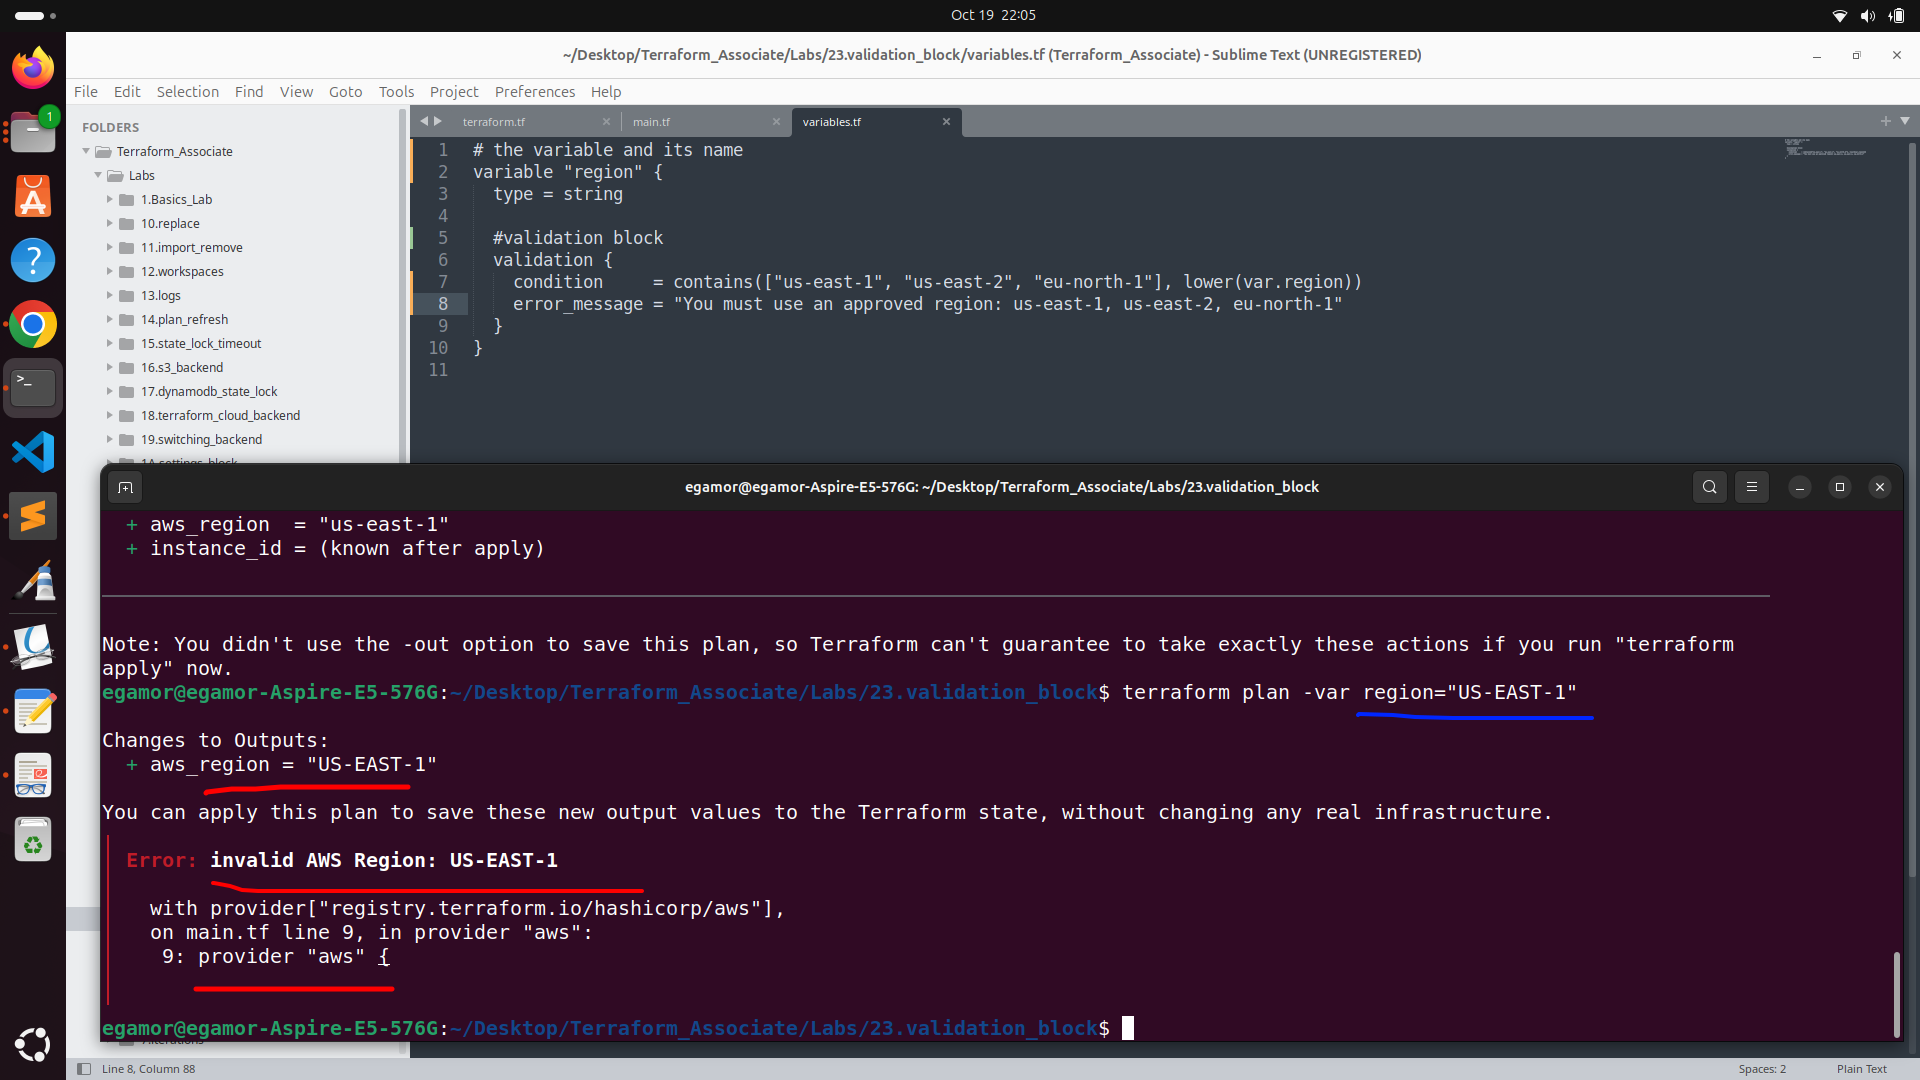 Oct 19 22:05
~/Desktop/Terraform_Associate/Labs/23.validation_block/variables.tf (Terraform_Associate) - Sublime Text (UNREGISTERED)
File Edit Selection Find View Goto Tools Project Preferences Help
1
FOLDERS
Terraform_Associate
Labs
1.Basics_Lab
10.replace
11.import_remove
12.workspaces
13.logs
14.plan_refresh
15.state_lock_timeout
16.s3_backend
17.dynamodb_state_lock
18.terraform_cloud_backend
19.switching_backend
terraform.tf
main.tf
variables.tf
1 # the variable and its name
2 variable "region" {
3   type = string
4
5   #validation block
6   validation {
7     condition     = contains(["us-east-1", "us-east-2", "eu-north-1"], lower(var.region))
8     error_message = "You must use an approved region: us-east-1, us-east-2, eu-north-1"
9   }
10 }
11
egamor@egamor-Aspire-E5-576G: ~/Desktop/Terraform_Associate/Labs/23.validation_block
+ aws_region  = "us-east-1"
+ instance_id = (known after apply)
Note: You didn't use the -out option to save this plan, so Terraform can't guarantee to take exactly these actions if you run "terraform
apply" now.
egamor@egamor-Aspire-E5-576G:~/Desktop/Terraform_Associate/Labs/23.validation_block$ terraform plan -var region="US-EAST-1"
Changes to Outputs:
+ aws_region = "US-EAST-1"
You can apply this plan to save these new output values to the Terraform state, without changing any real infrastructure.
Error: invalid AWS Region: US-EAST-1
with provider["registry.terraform.io/hashicorp/aws"],
on main.tf line 9, in provider "aws":
9: provider "aws" {
egamor@egamor-Aspire-E5-576G:~/Desktop/Terraform_Associate/Labs/23.validation_block$
Line 8, Column 88
Spaces: 2
Plain Text